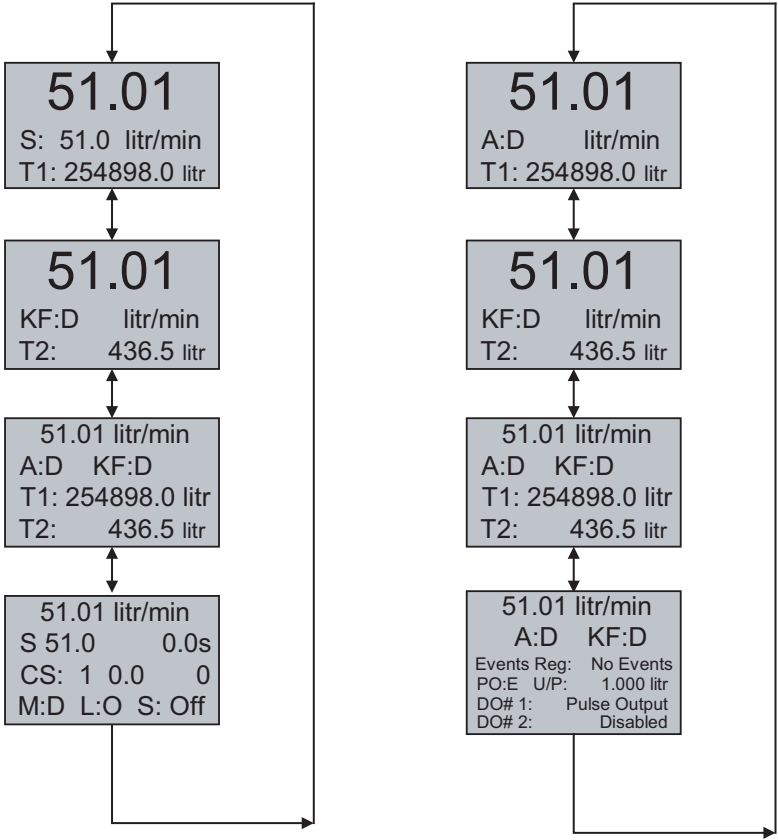 51.01
S: 51.0 litr/min
T1: 254898.0 litr
51.01
KF:D litr/min
T2: 436.5 litr
51.01 litr/min
A:D KF:D
T1: 254898.0 litr
T2: 436.5 litr
51.01 litr/min
S 51.0 0.0s
CS: 1 0.0 0
M:D L:O S: Off
51.01
A:D litr/min
T1: 254898.0 litr
51.01
KF:D litr/min
T2: 436.5 litr
51.01 litr/min
A:D KF:D
T1: 254898.0 litr
T2: 436.5 litr
51.01 litr/min
A:D KF:D
Events Reg: No Events
PO:E U/P: 1.000 litr
DO# 1: Pulse Output
DO# 2: Disabled